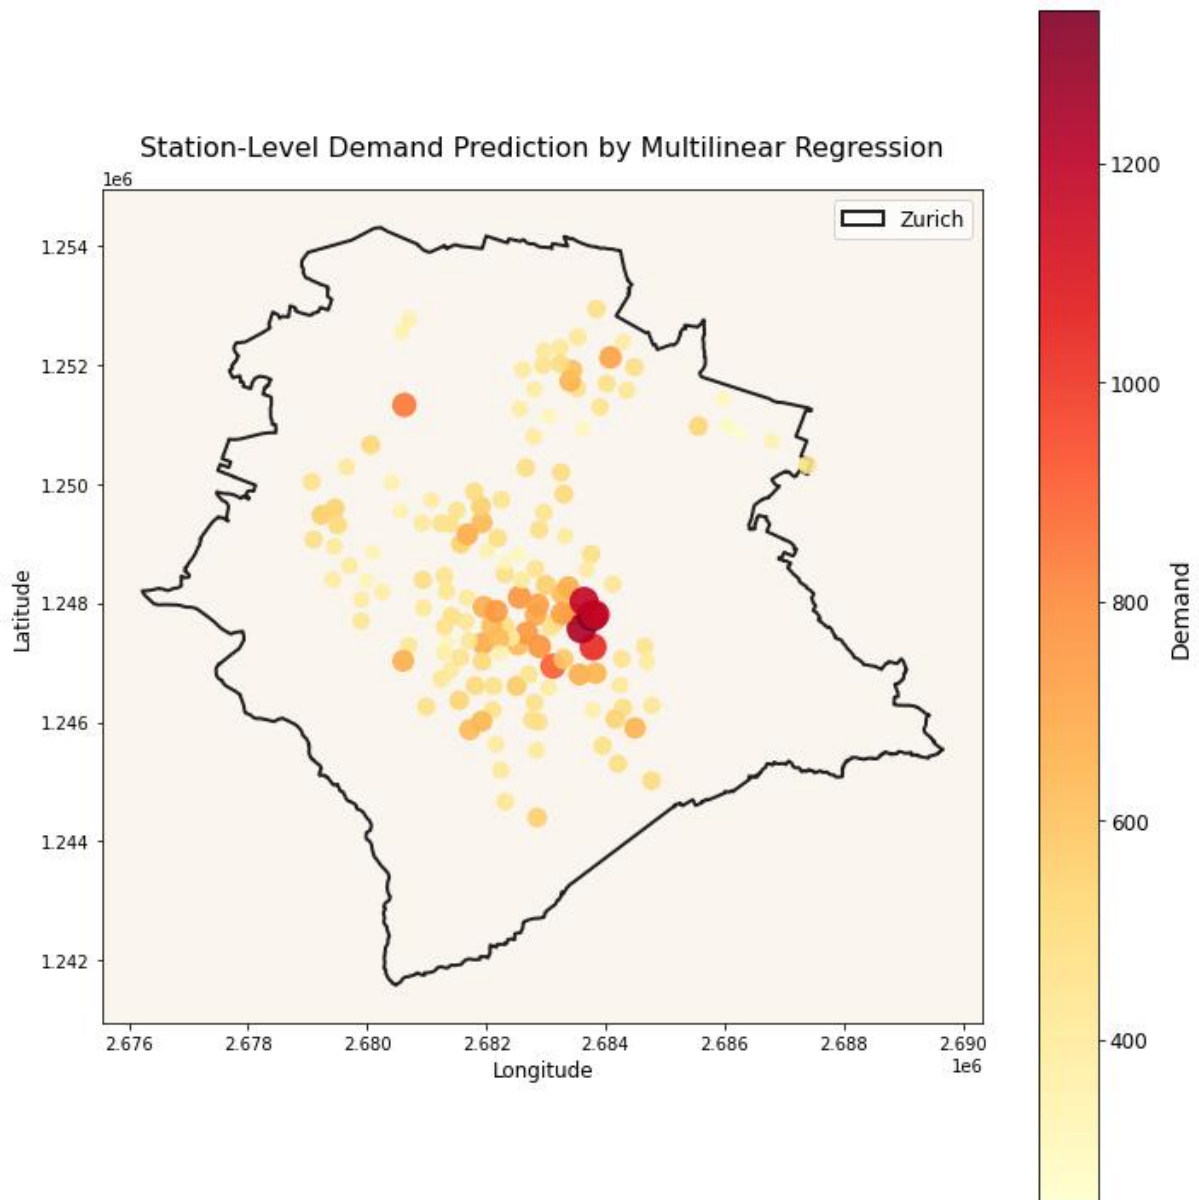 Station-Level Demand Prediction by Multilinear Regression
1e6
Zurich
1.254
1.252
1.250
1.248
1.246
1.244
1.242
Latitude
2.676 2.678 2.680 2.682 2.684 2.686 2.688 2.690
1e6
Longitude
1200
1000
800
600
400
Demand